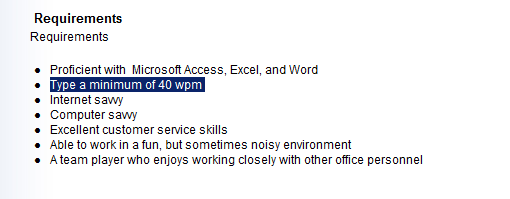 Requirements
Requirements
● Proficient with Microsoft Access, Excel, and Word
● Type a minimum of 40 wpm
● Internet savvy
● Computer savvy
● Excellent customer service skills
● Able to work in a fun, but sometimes noisy environment
● A team player who enjoys working closely with other office personnel